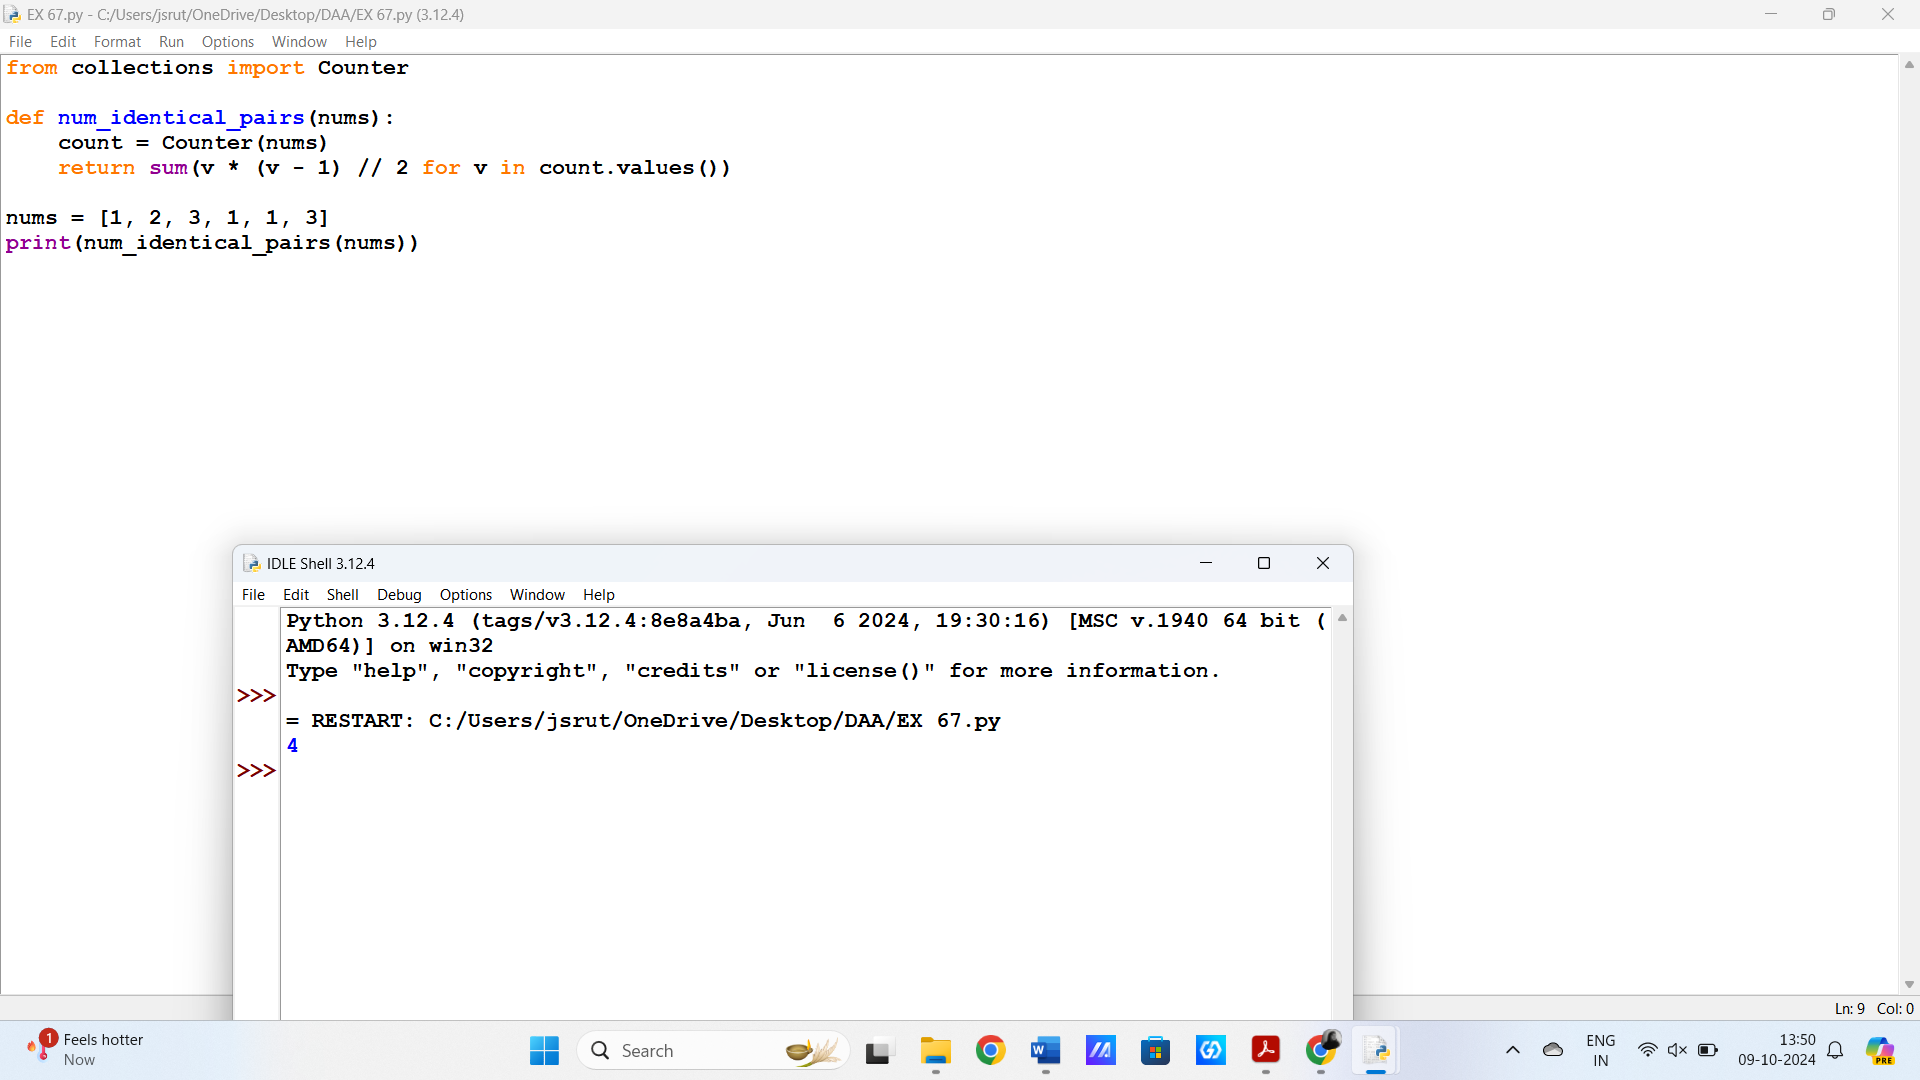 EX 67.py - C:/Users/jsrut/OneDrive/Desktop/DAA/EX 67.py (3.12.4)
File Edit Format Run Options Window Help
from collections import Counter
def num_identical_pairs(nums):
    count = Counter(nums)
    return sum(v * (v - 1) // 2 for v in count.values())
nums = [1, 2, 3, 1, 1, 3]
print(num_identical_pairs(nums))
IDLE Shell 3.12.4
File Edit Shell Debug Options Window Help
Python 3.12.4 (tags/v3.12.4:8e8a4ba, Jun  6 2024, 19:30:16) [MSC v.1940 64 bit (
AMD64)] on win32
Type "help", "copyright", "credits" or "license()" for more information.
>>>
= RESTART: C:/Users/jsrut/OneDrive/Desktop/DAA/EX 67.py
4
>>>
Ln: 9 Col: 0
1
Feels hotter
Now
Search
W
ENG
IN
13:50
09-10-2024
PRE